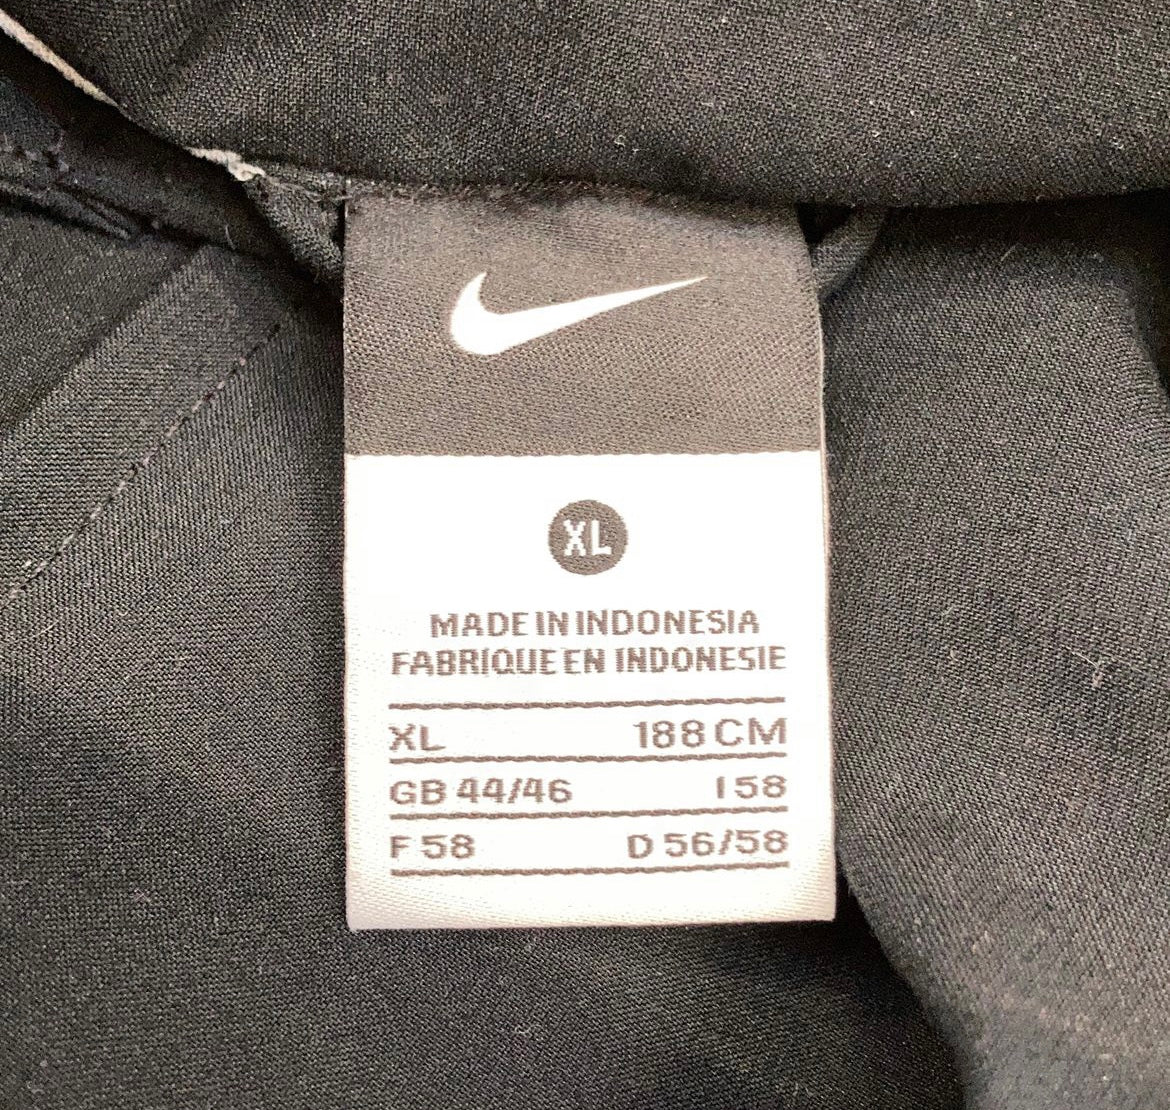 XL
MADE IN INDONESIA
FABRIQUE EN INDONESIE
XL 188 CM
GB 44/46 I 58
F 58 D 56/58